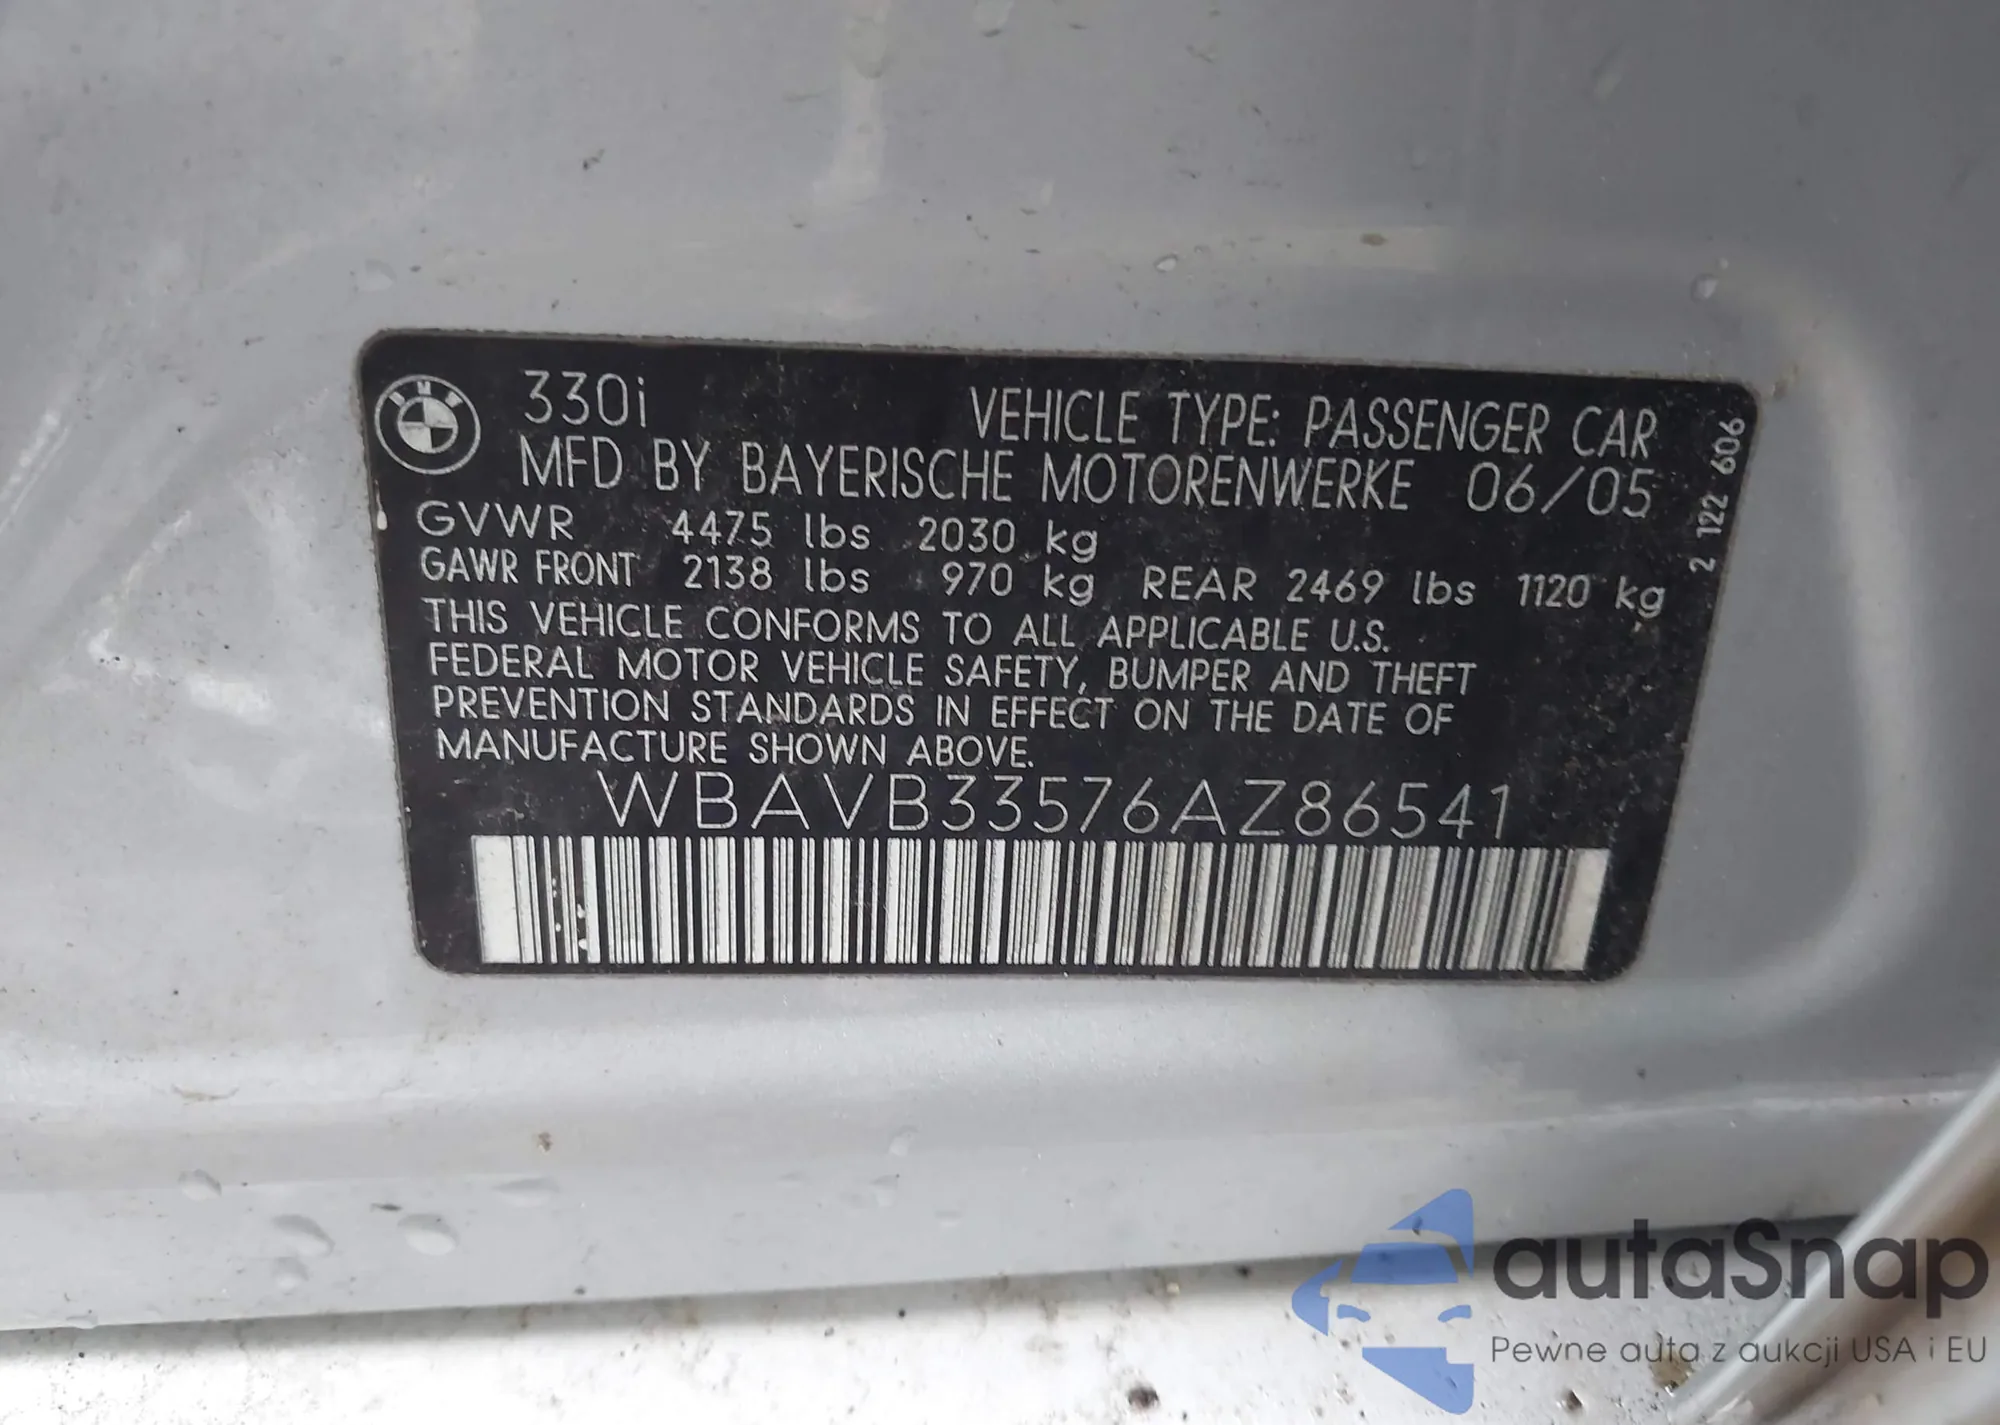 330i
VEHICLE TYPE: PASSENGER CAR
MFD BY BAYERISCHE MOTORENWERKE 06/05
GVWR 4475 lbs 2030 kg
GAWR FRONT 2138 lbs 970 kg REAR 2469 lbs 1120 kg
THIS VEHICLE CONFORMS TO ALL APPLICABLE U.S.
FEDERAL MOTOR VEHICLE SAFETY, BUMPER AND THEFT
PREVENTION STANDARDS IN EFFECT ON THE DATE OF
MANUFACTURE SHOWN ABOVE.
WBAVB33576AZ86541
2 122 606
BMW
autaSnap
Pewne auta z aukcji USA i EU